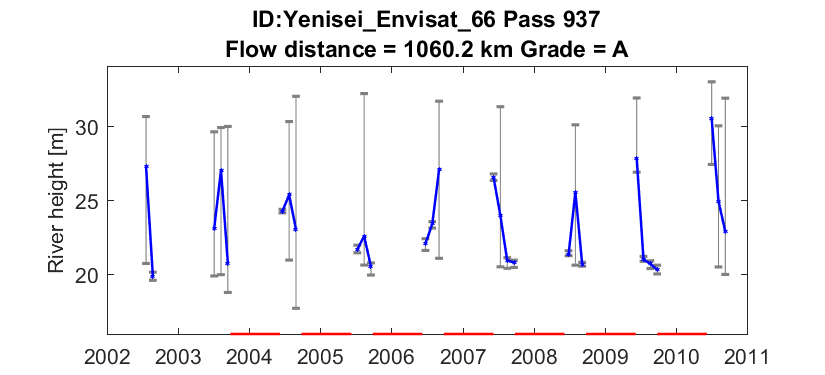 ID:Yenisei_Envisat_66 Pass 937
Flow distance = 1060.2 km Grade = A
River height [m]
30
25
20
2002 2003 2004 2005 2006 2007 2008 2009 2010 2011